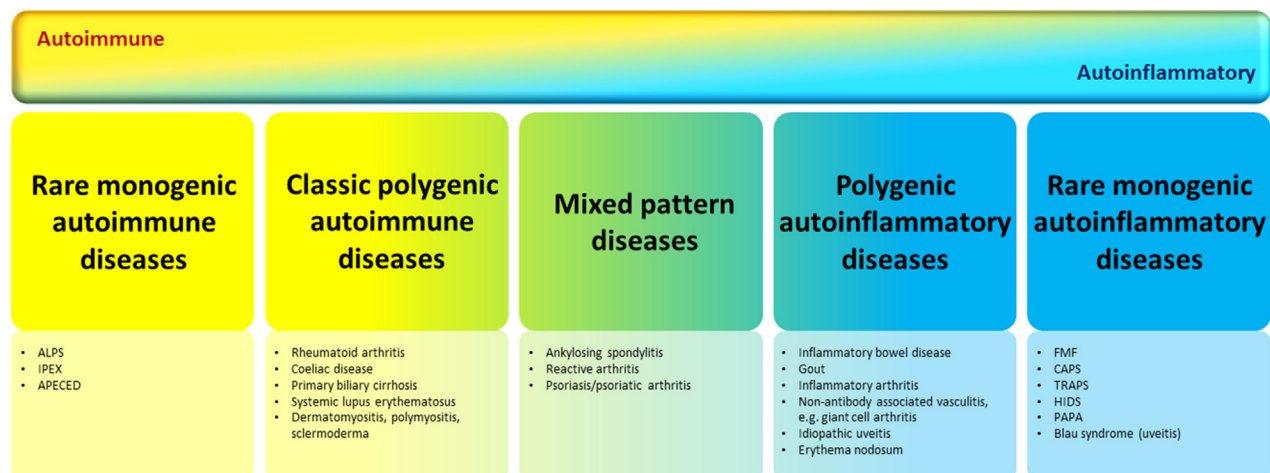 Autoimmune
Autoinflammatory
Rare monogenic
autoimmune
diseases
• ALPS
• IPEX
• APECED
Classic polygenic
autoimmune
diseases
• Rheumatoid arthritis
• Coeliac disease
• Primary biliary cirrhosis
• Systemic lupus erythematosus
• Dermatomyositis, polymyositis,
sclermoderma
Mixed pattern
diseases
• Ankylosing spondylitis
• Reactive arthritis
• Psoriasis/psoriatic arthritis
Polygenic
autoinflammatory
diseases
• Inflammatory bowel disease
• Gout
• Inflammatory arthritis
• Non-antibody associated vasculitis,
e.g. giant cell arthritis
• Idiopathic uveitis
• Erythema nodosum
Rare monogenic
autoinflammatory
diseases
• FMF
• CAPS
• TRAPS
• HIDS
• PAPA
• Blau syndrome (uveitis)